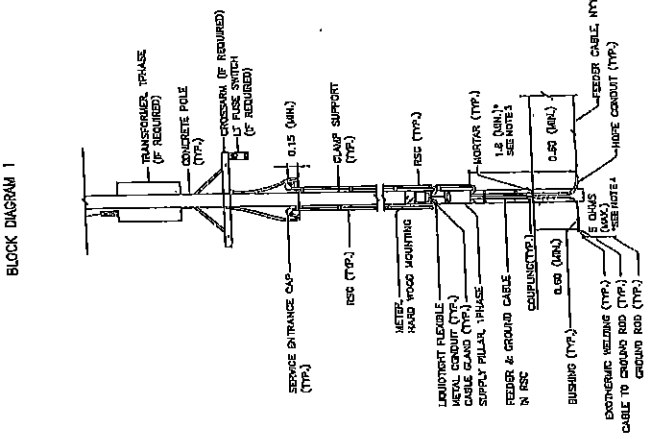 BLOCK DIAGRAM 1
TRANSFORMER, 1PHASE
(IF REQUIRED)
CONCRETE POLE
(TYP.)
CROSSARM (IF REQUIRED)
LT FUSE SWITCH
(IF REQUIRED)
0.15 (MIN.)
SERVICE ENTRANCE CAP
(TYP.)
CLAMP SUPPORT
(TYP.)
RSC (TYP.)
RSC (TYP.)
METER,
HARD WOOD MOUNTING
LIQUIDTIGHT FLEXIBLE
METAL CONDUIT (TYP.)
CABLE GLAND (TYP.)
SUPPLY PILLAR, 1PHASE
MORTAR (TYP.)
1.8 (MIN.)*
SEE NOTE 3
FEEDER & GROUND CABLE
IN RSC
COUPLING(TYP.)
0.60 (MIN.)
0.60 (MIN.)
FEEDER CABLE, NYY
BUSHING (TYP.)
HDPE CONDUIT (TYP.)
5 OHMS
(MAX.)
*SEE NOTE 4
EXOTHERMIC WELDING (TYP.)
CABLE TO GROUND ROD (TYP.)
GROUND ROD (TYP.)